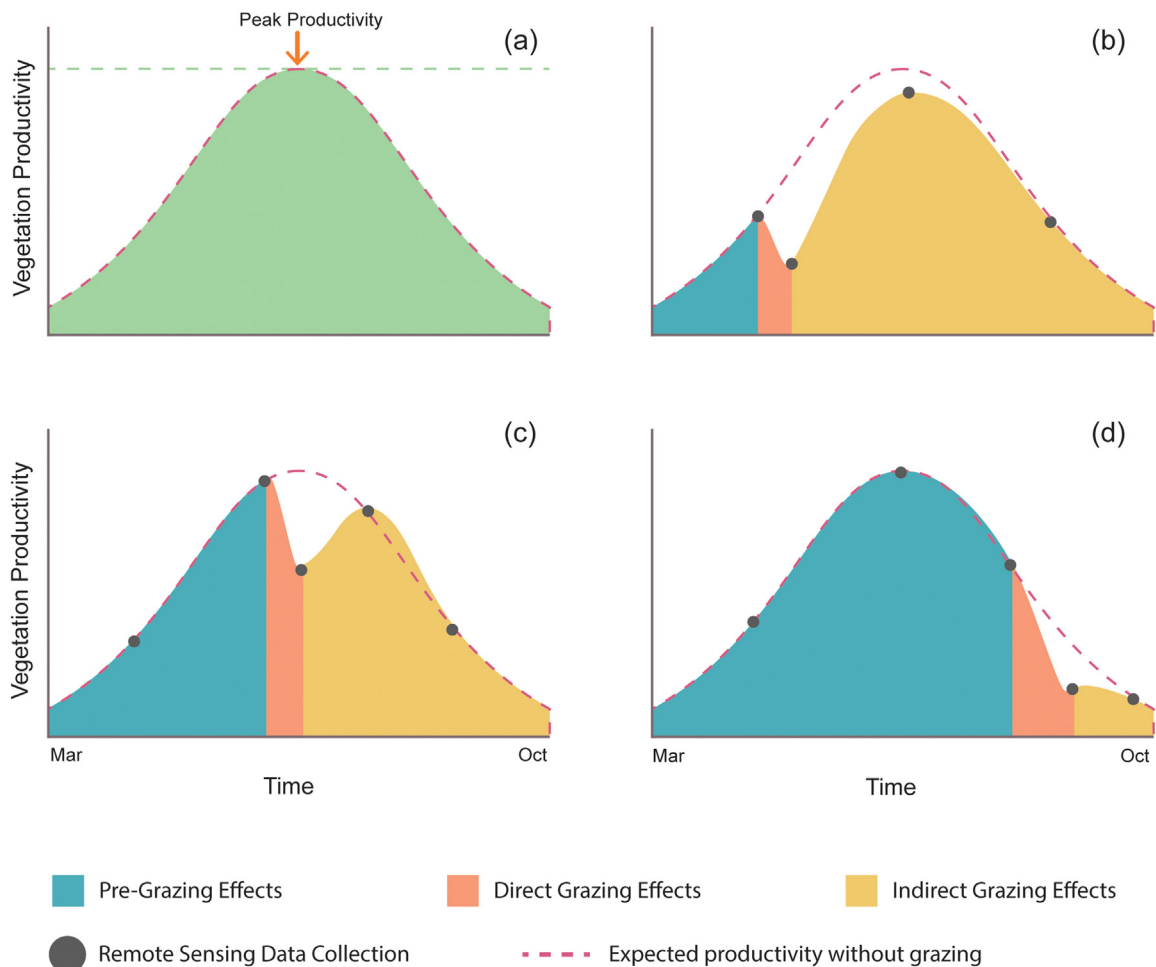 Peak Productivity
(a)
(b)
Vegetation Productivity
(c)
(d)
Vegetation Productivity
Mar
Oct
Mar
Oct
Time
Time
Pre-Grazing Effects
Direct Grazing Effects
Indirect Grazing Effects
Remote Sensing Data Collection
Expected productivity without grazing